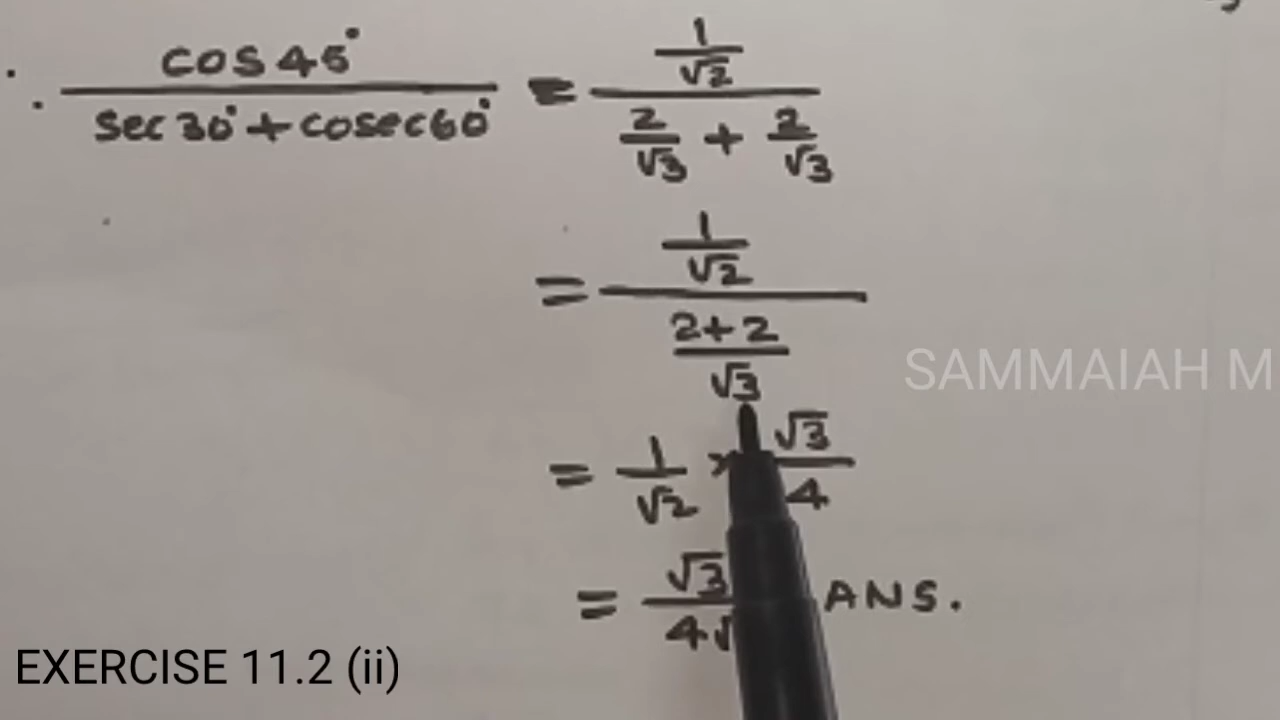 ∴ cos 45° / sec 30° + cosec 60° = 1/√2 / 2/√3 + 2/√3
= 1/√2 / 2+2/√3
= 1/√2 × √3/4
= √3/4√ ANS.
SAMMAIAH M
EXERCISE 11.2 (ii)